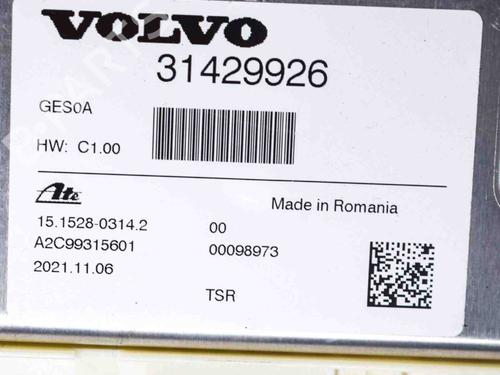 VOLVO
31429926
GES0A
HW: C1.00
Ate
Made in Romania
15.1528-0314.2 00
A2C99315601 00098973
2021.11.06
TSR